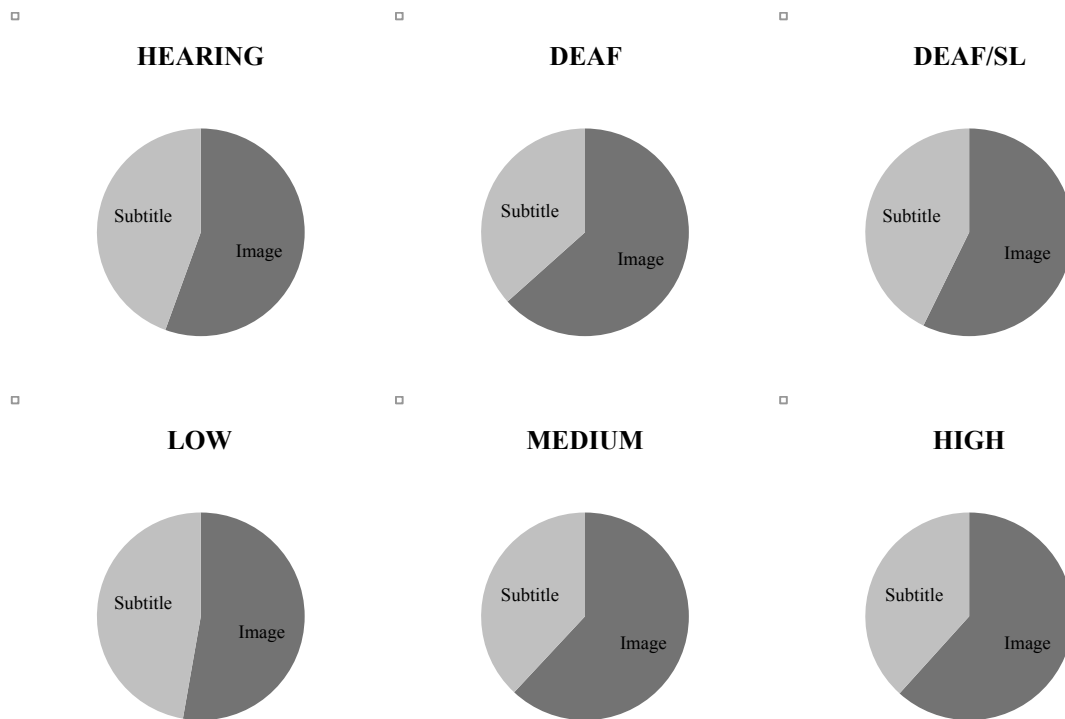 HEARING
DEAF
DEAF/SL
Subtitle
Image
Subtitle
Image
Subtitle
Image
LOW
MEDIUM
HIGH
Subtitle
Image
Subtitle
Image
Subtitle
Image